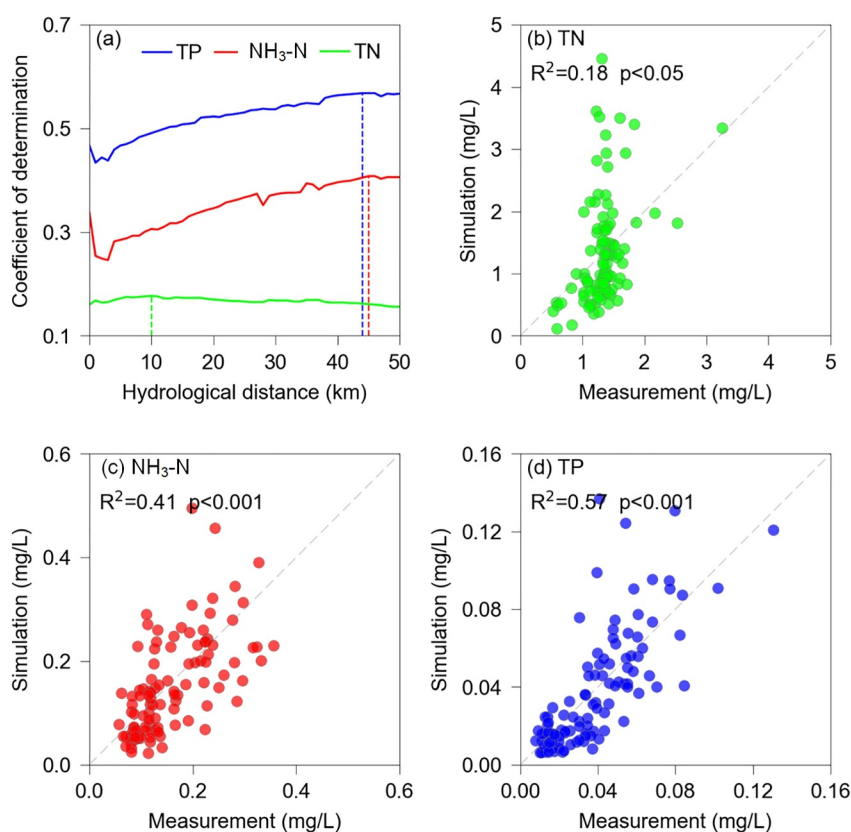 (a)
TP NH₃-N TN
0.7
0.5
0.3
0.1
Coefficient of determination
0 10 20 30 40 50
Hydrological distance (km)
(b) TN
R²=0.18 p<0.05
5
4
3
2
1
0
Simulation (mg/L)
0 1 2 3 4 5
Measurement (mg/L)
(c) NH₃-N
R²=0.41 p<0.001
0.6
0.4
0.2
0.0
Simulation (mg/L)
0.0 0.2 0.4 0.6
Measurement (mg/L)
(d) TP
R²=0.57 p<0.001
0.16
0.12
0.08
0.04
0.00
Simulation (mg/L)
0.00 0.04 0.08 0.12 0.16
Measurement (mg/L)